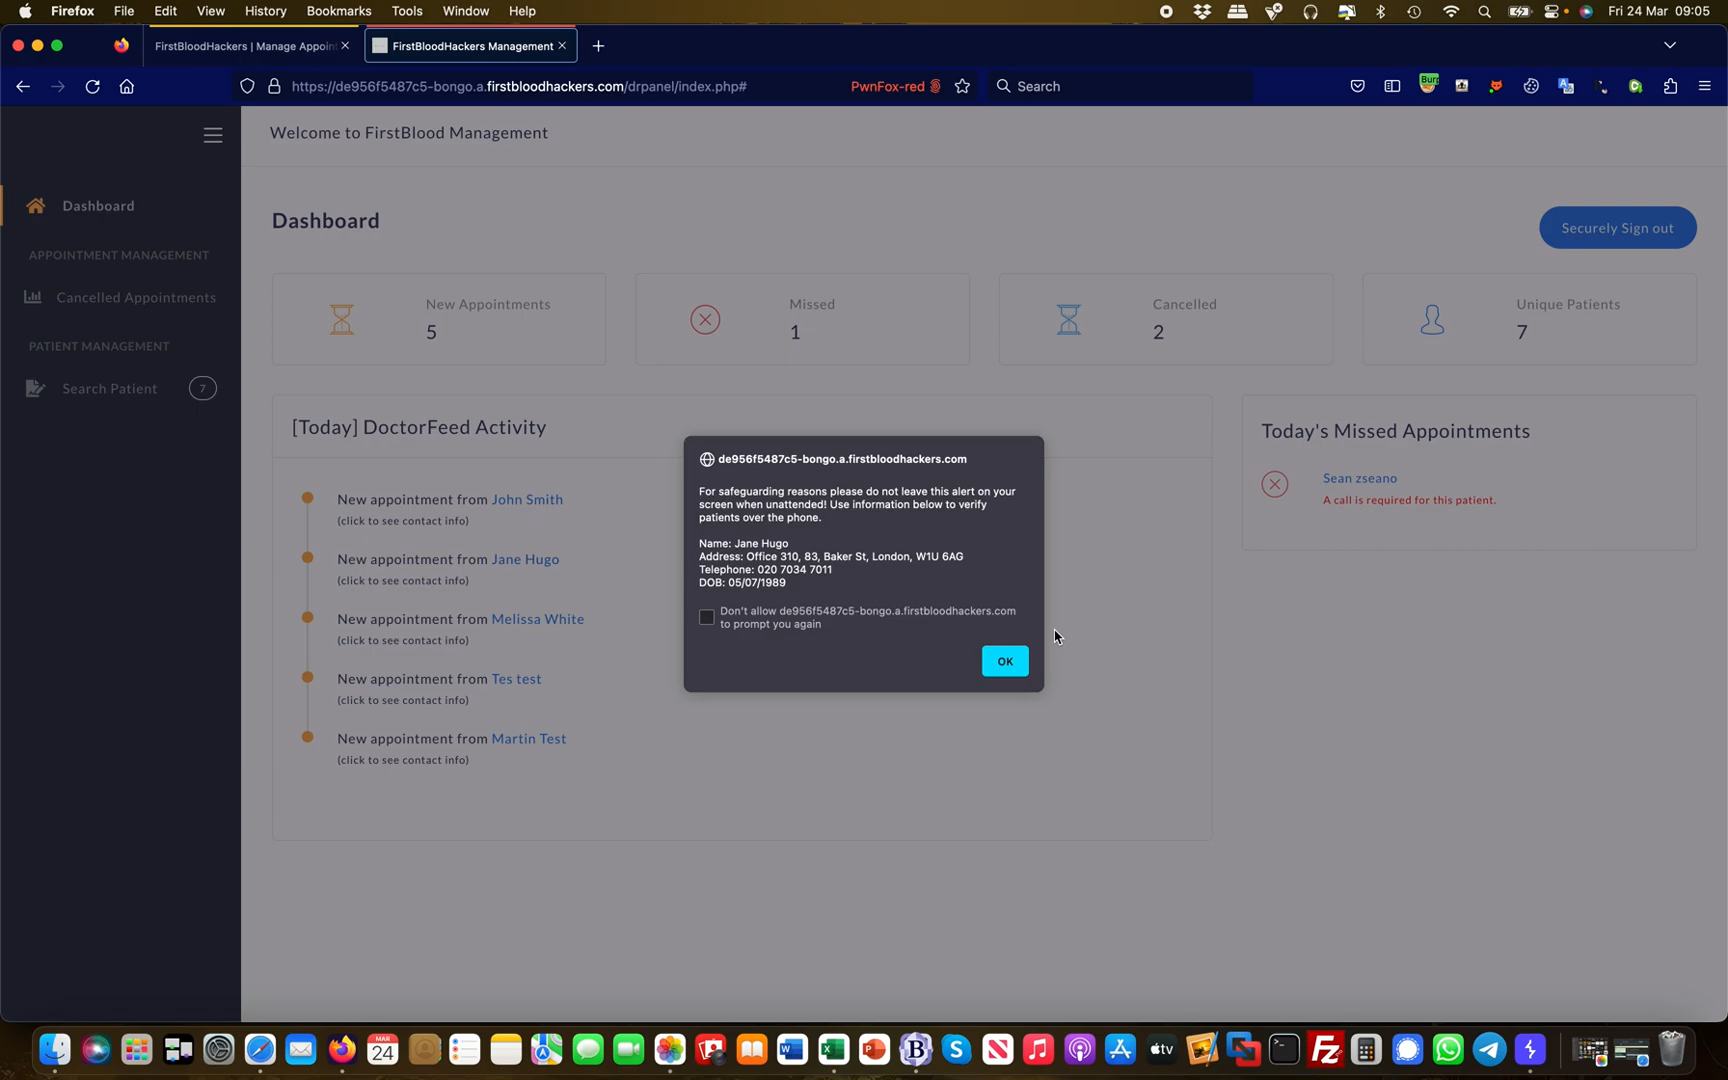 Firefox File Edit View History Bookmarks Tools Window Help Fri 24 Mar 09:05
FirstBloodHackers | Manage Appoin
FirstBloodHackers Management
https://de956f5487c5-bongo.a.firstbloodhackers.com/drpanel/index.php#
PwnFox-red
Search
Burp
Welcome to FirstBlood Management
Dashboard
APPOINTMENT MANAGEMENT
Cancelled Appointments
PATIENT MANAGEMENT
Search Patient 7
Dashboard
Securely Sign out
New Appointments
5
Missed
1
Cancelled
2
Unique Patients
7
[Today] DoctorFeed Activity
New appointment from John Smith
(click to see contact info)
New appointment from Jane Hugo
(click to see contact info)
New appointment from Melissa White
(click to see contact info)
New appointment from Tes test
(click to see contact info)
New appointment from Martin Test
(click to see contact info)
Today's Missed Appointments
Sean zseano
A call is required for this patient.
de956f5487c5-bongo.a.firstbloodhackers.com
For safeguarding reasons please do not leave this alert on your
screen when unattended! Use information below to verify
patients over the phone.
Name: Jane Hugo
Address: Office 310, 83, Baker St, London, W1U 6AG
Telephone: 020 7034 7011
DOB: 05/07/1989
Don't allow de956f5487c5-bongo.a.firstbloodhackers.com
to prompt you again
OK
MAR
24
tv